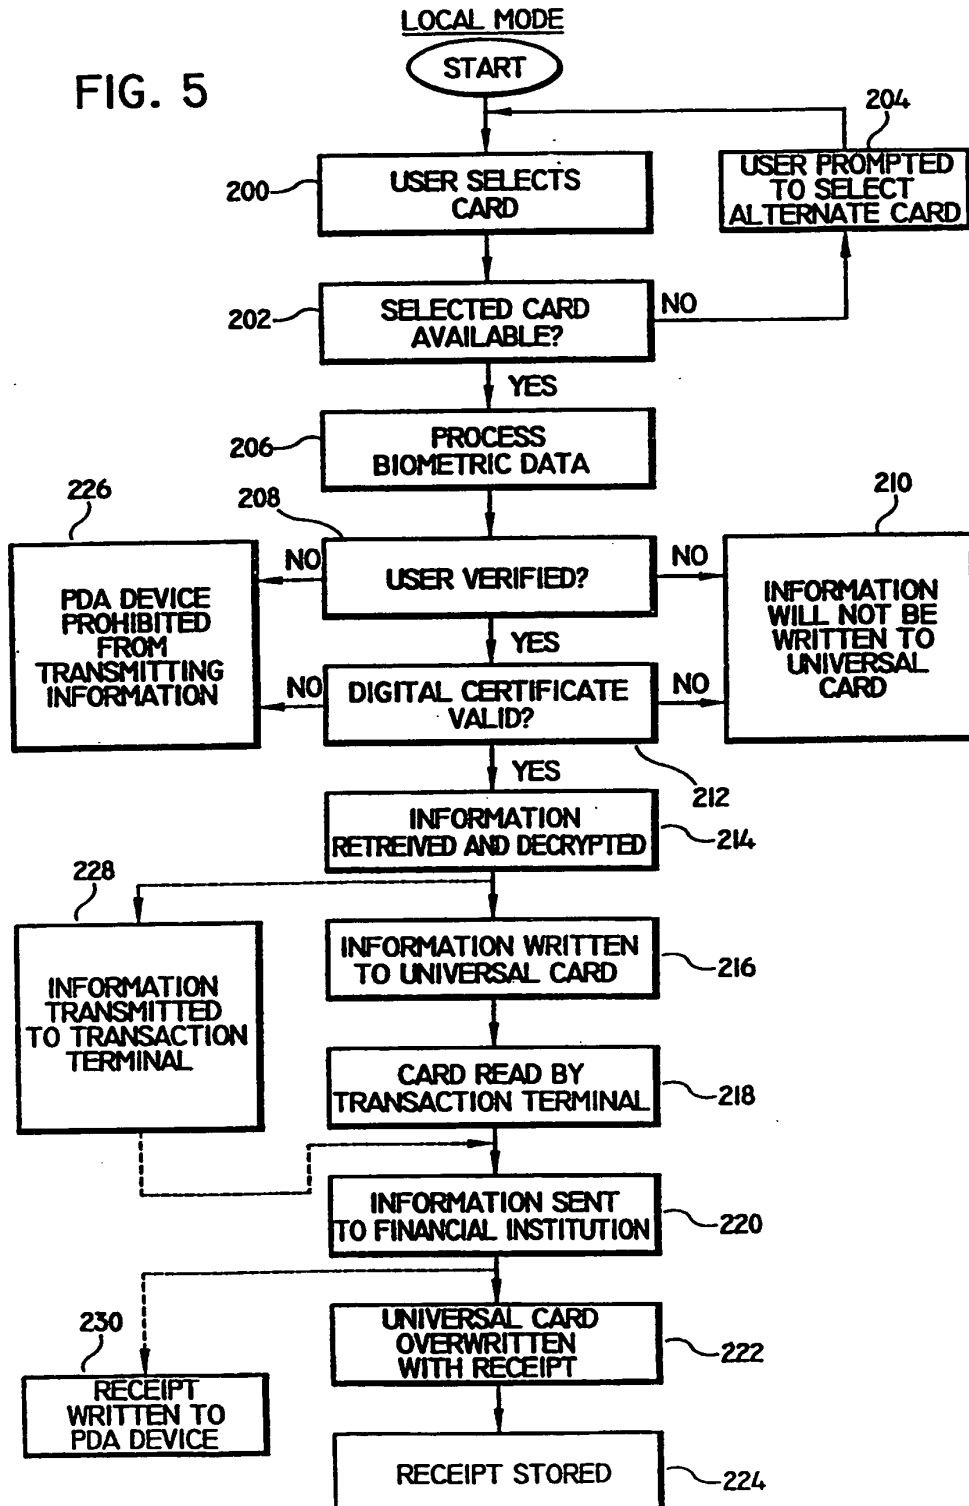 LOCAL MODE
START
FIG. 5
204
200
USER SELECTS
CARD
USER PROMPTED
TO SELECT
ALTERNATE CARD
202
SELECTED CARD
AVAILABLE?
NO
YES
206
PROCESS
BIOMETRIC DATA
226
208
210
NO
USER VERIFIED?
NO
PDA DEVICE
PROHIBITED
FROM
TRANSMITTING
INFORMATION
INFORMATION
WILL NOT BE
WRITTEN TO
UNIVERSAL
CARD
YES
NO
DIGITAL CERTIFICATE
VALID?
NO
YES
212
INFORMATION
RETREIVED AND DECRYPTED
214
228
INFORMATION WRITTEN
TO UNIVERSAL CARD
216
INFORMATION
TRANSMITTED
TO TRANSACTION
TERMINAL
CARD READ BY
TRANSACTION TERMINAL
218
INFORMATION SENT
TO FINANCIAL INSTITUTION
220
230
UNIVERSAL CARD
OVERWRITTEN
WITH RECEIPT
222
RECEIPT
WRITTEN TO
PDA DEVICE
RECEIPT STORED
224